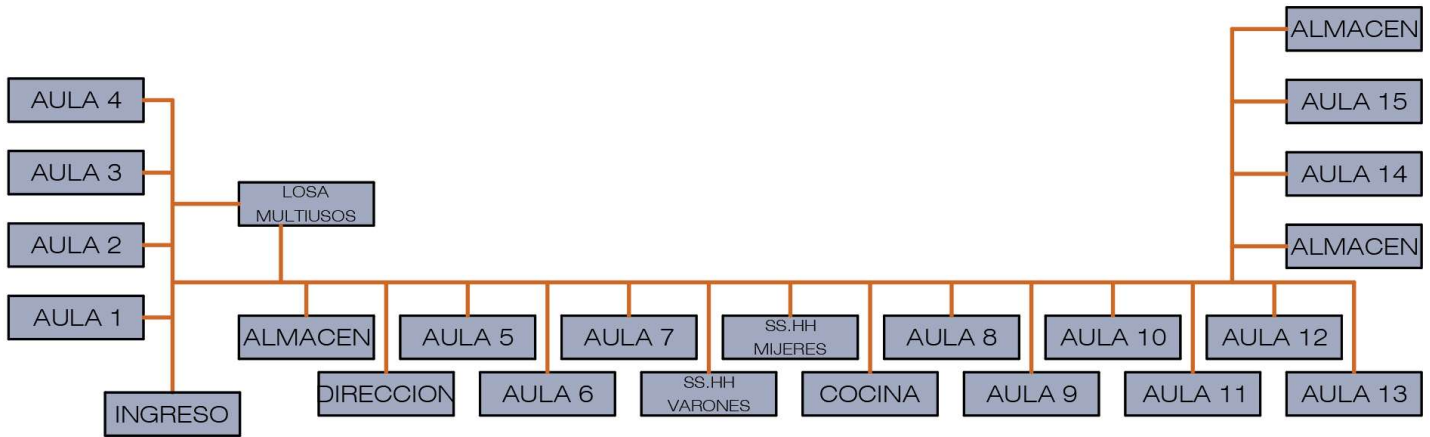 ALMACEN
AULA 4
AULA 15
AULA 3
AULA 14
LOSA
MULTIUSOS
AULA 2
ALMACEN
AULA 1
ALMACEN
AULA 5
AULA 7
SS.HH
MIJERES
AULA 8
AULA 10
AULA 12
INGRESO
DIRECCION
AULA 6
SS.HH
VARONES
COCINA
AULA 9
AULA 11
AULA 13